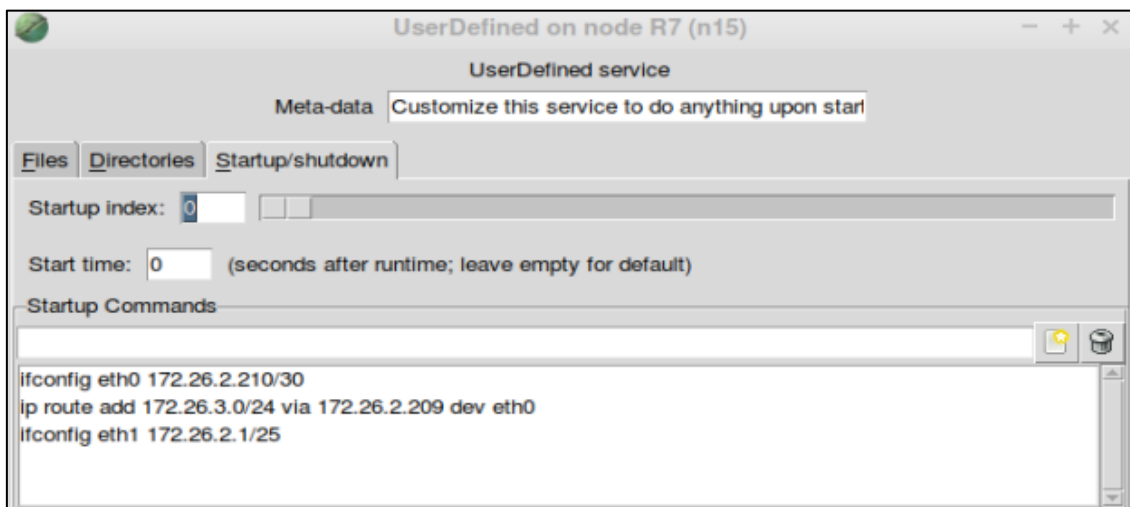 UserDefined on node R7 (n15)
UserDefined service
Meta-data Customize this service to do anything upon start
Files Directories Startup/shutdown
Startup index: 0
Start time: 0 (seconds after runtime; leave empty for default)
Startup Commands
ifconfig eth0 172.26.2.210/30
ip route add 172.26.3.0/24 via 172.26.2.209 dev eth0
ifconfig eth1 172.26.2.1/25